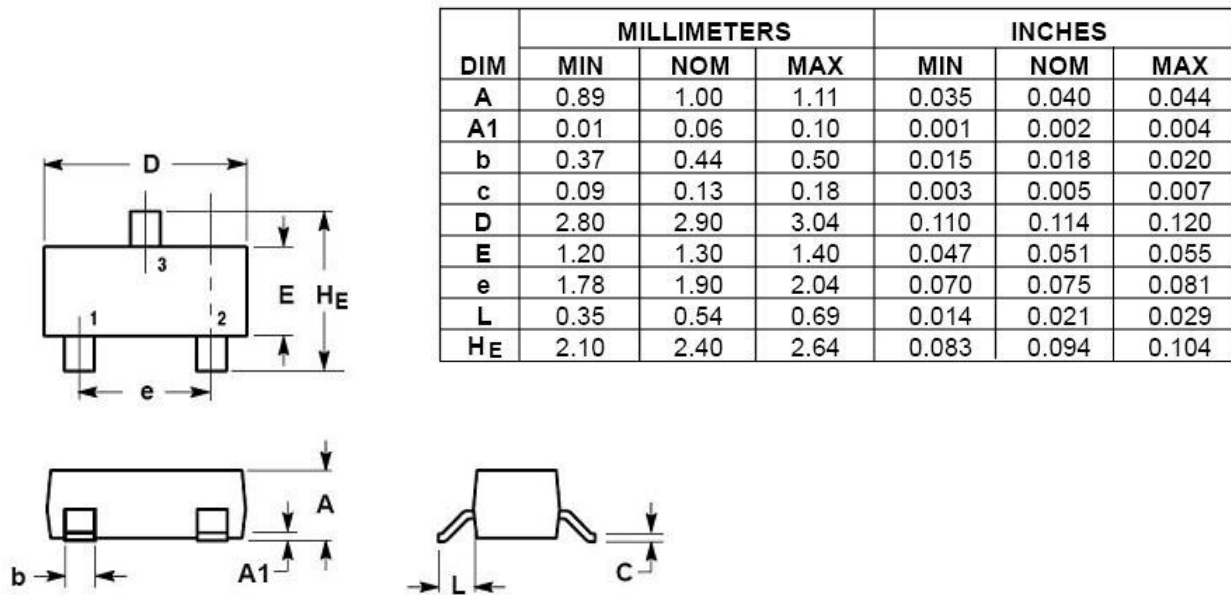 MILLIMETERS INCHES
DIM MIN NOM MAX MIN NOM MAX
A 0.89 1.00 1.11 0.035 0.040 0.044
A1 0.01 0.06 0.10 0.001 0.002 0.004
b 0.37 0.44 0.50 0.015 0.018 0.020
c 0.09 0.13 0.18 0.003 0.005 0.007
D 2.80 2.90 3.04 0.110 0.114 0.120
E 1.20 1.30 1.40 0.047 0.051 0.055
e 1.78 1.90 2.04 0.070 0.075 0.081
L 0.35 0.54 0.69 0.014 0.021 0.029
HE 2.10 2.40 2.64 0.083 0.094 0.104
D
3
E HE
1 2
e
A
b A1
L C